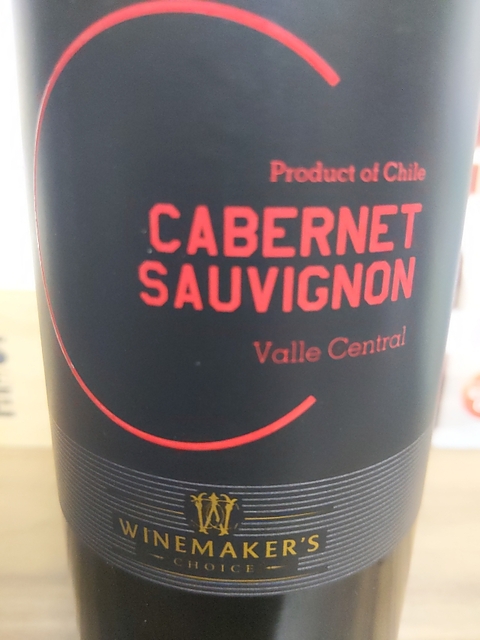 Product of Chile
CABERNET
SAUVIGNON
Valle Central
WINEMAKER'S
CHOICE